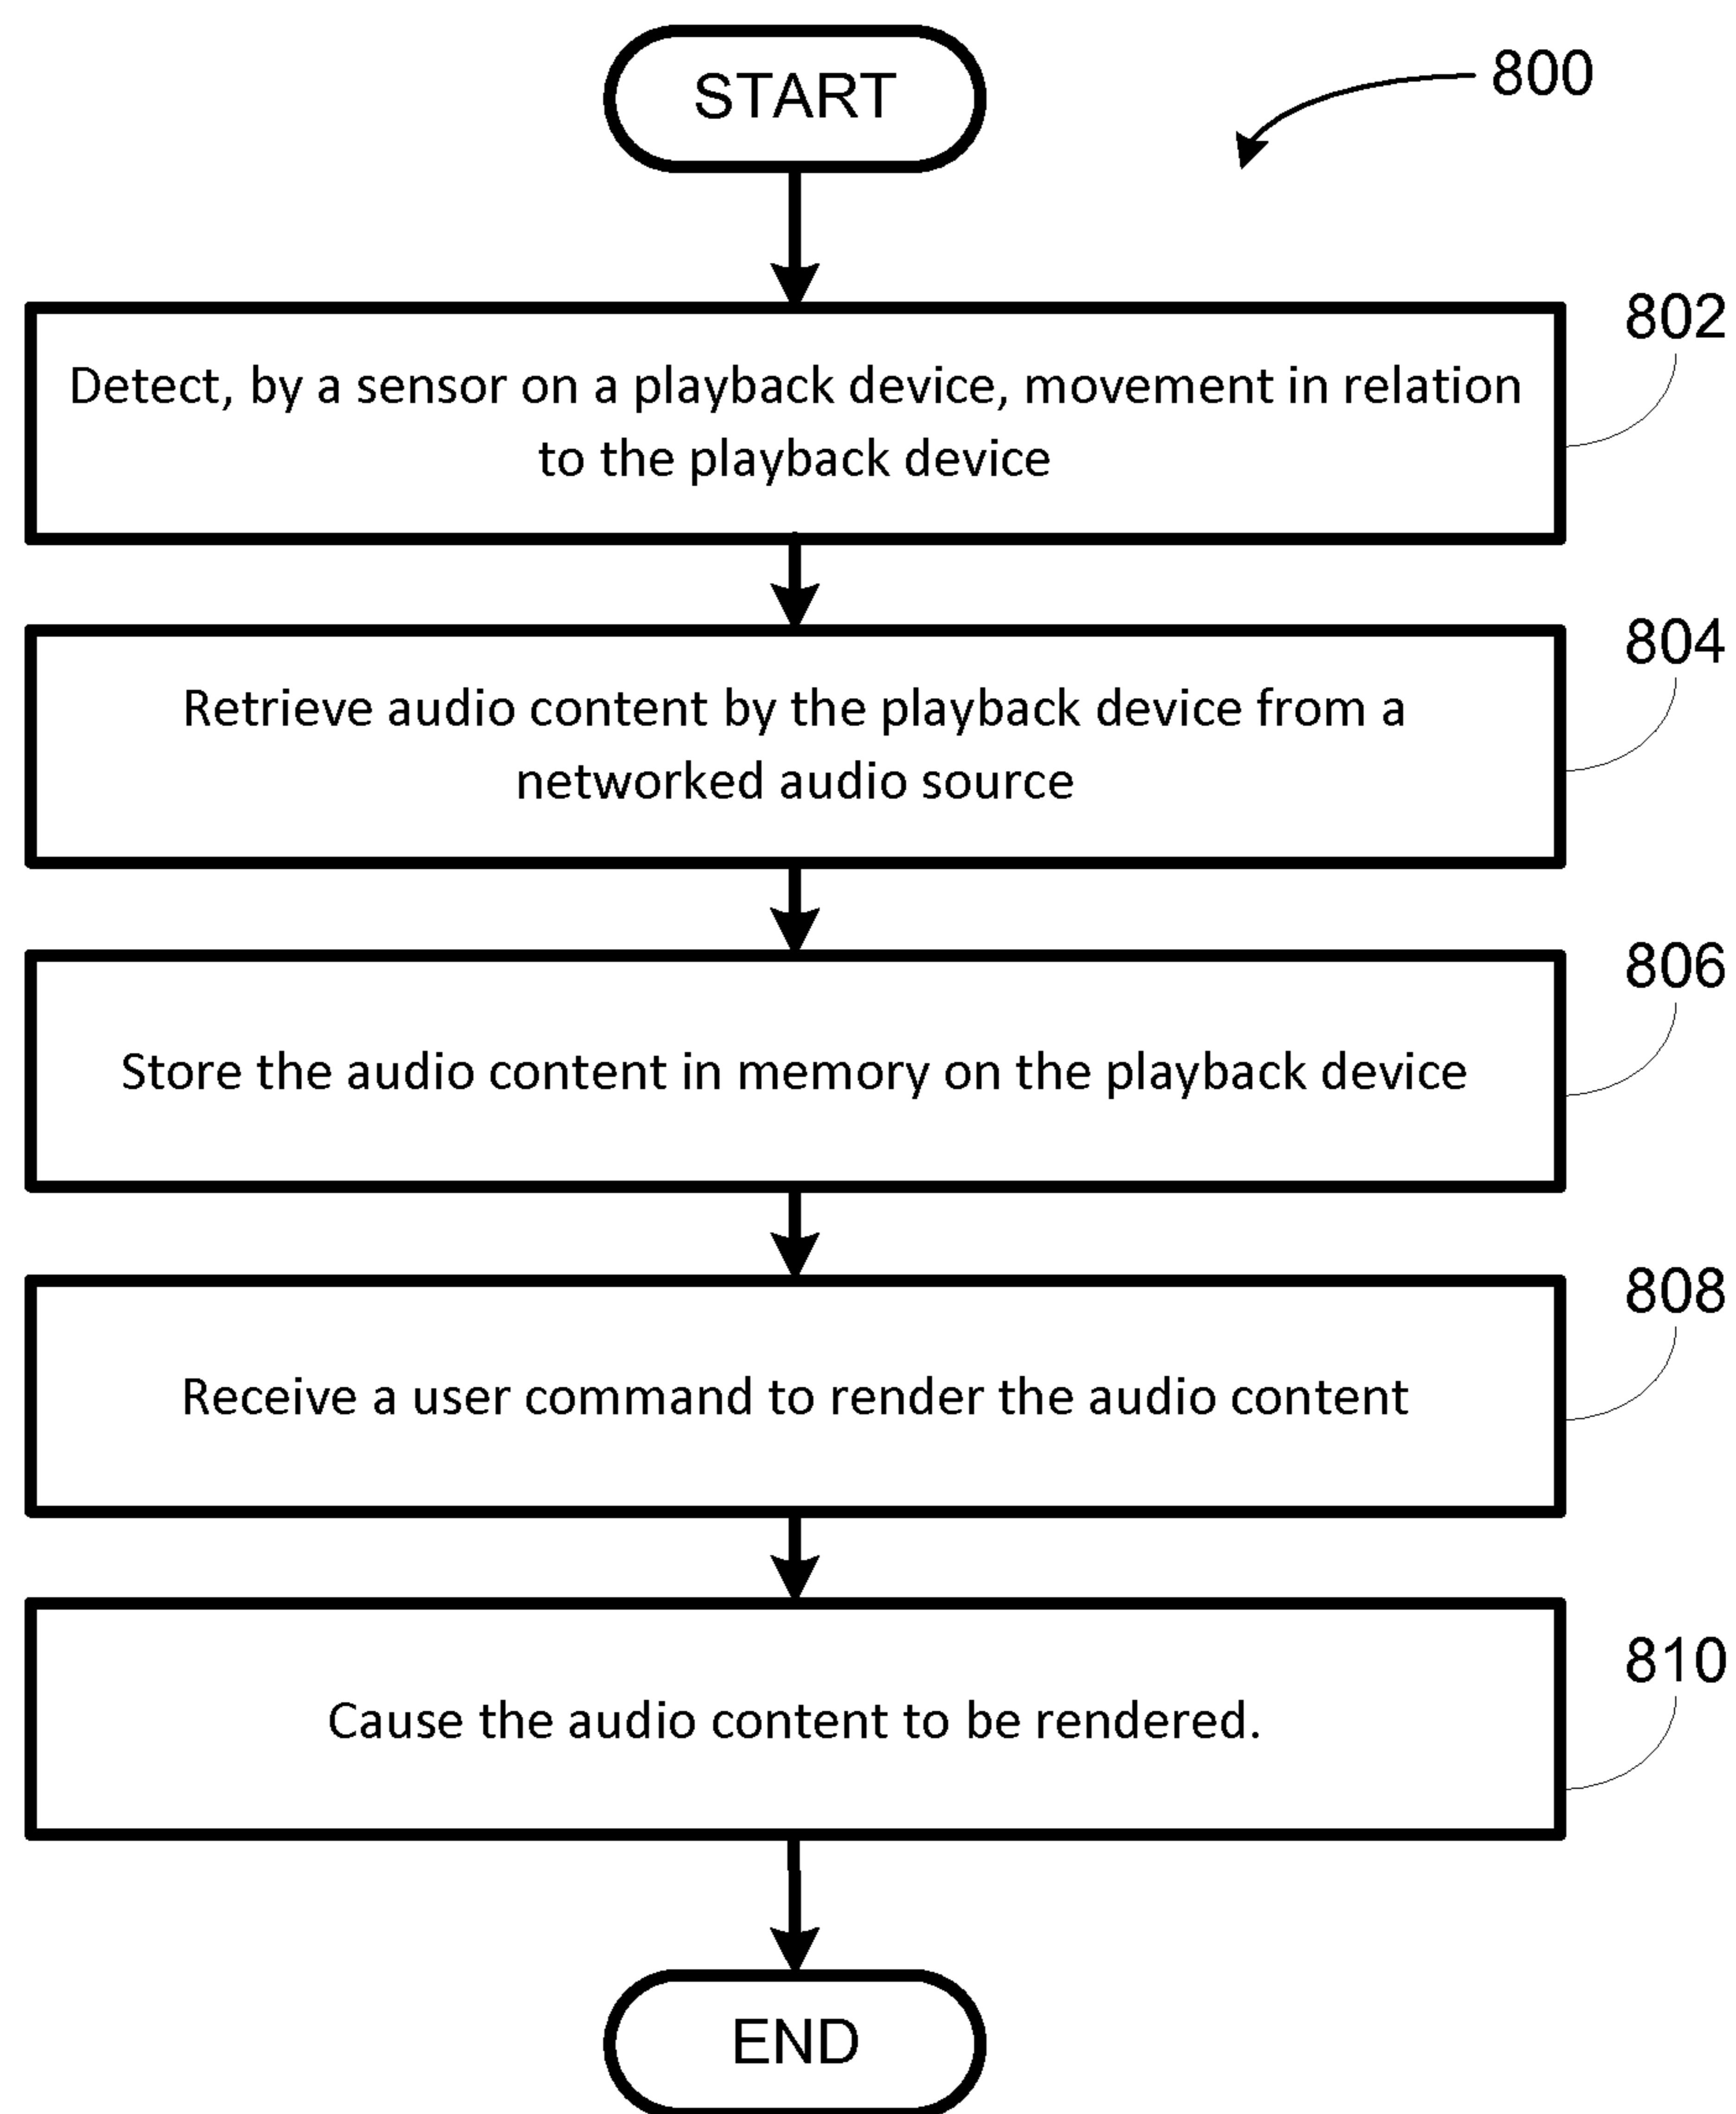 START
800
802
Detect, by a sensor on a playback device, movement in relation
to the playback device
804
Retrieve audio content by the playback device from a
networked audio source
806
Store the audio content in memory on the playback device
808
Receive a user command to render the audio content
810
Cause the audio content to be rendered.
END